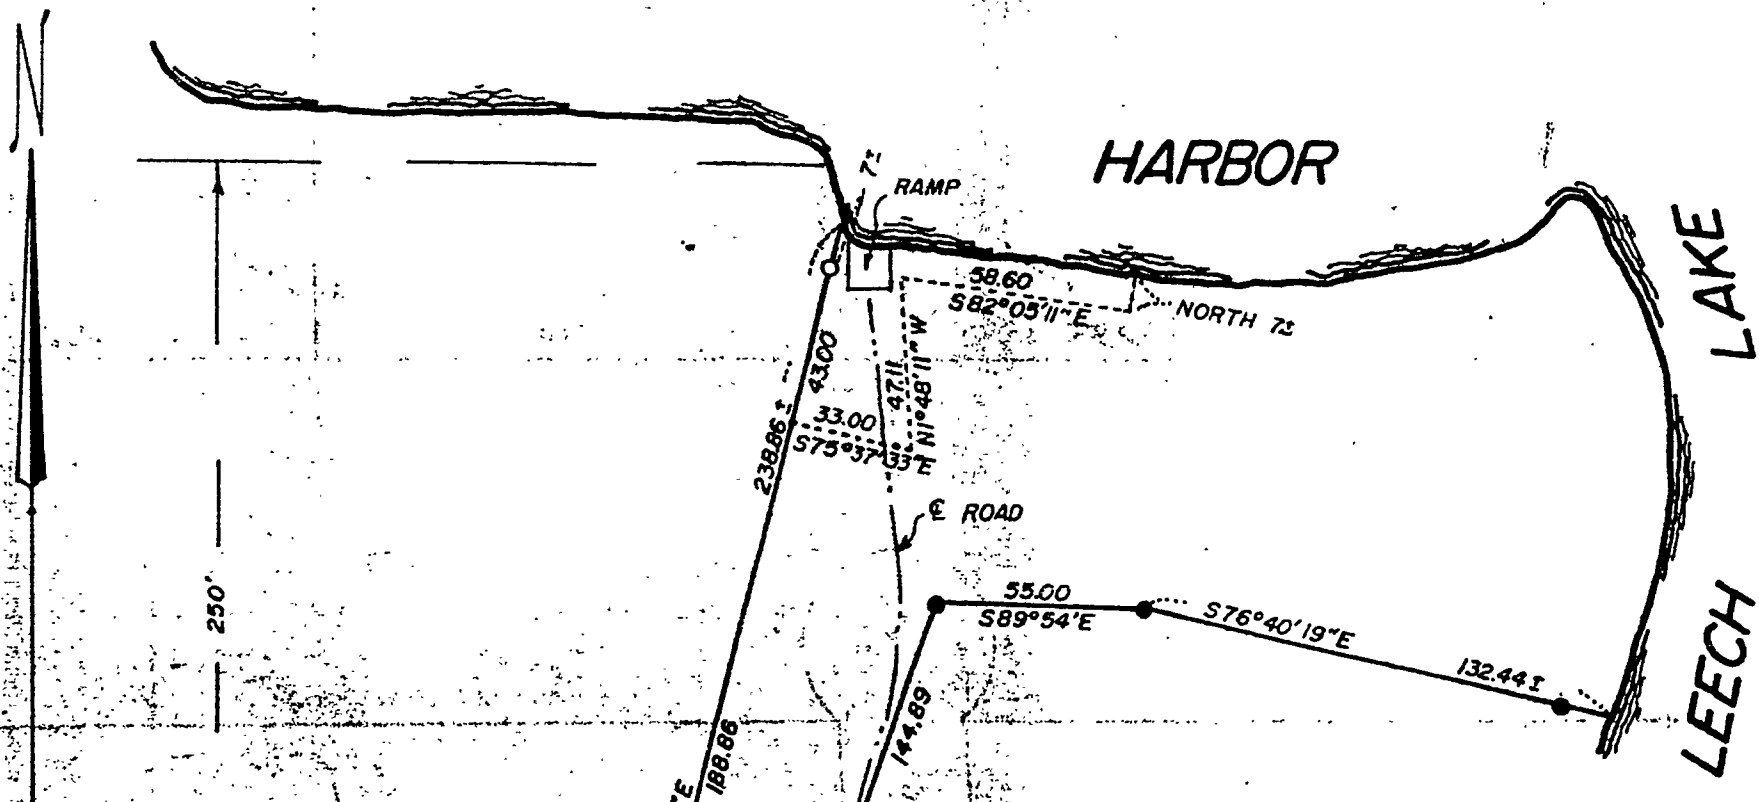 N
HARBOR
7±
RAMP
LAKE
58.60
S82°05'11"E
NORTH 7±
43.00
47.11
N1°48'11"W
238.86±
33.00
S75°37'33"E
℄ ROAD
250'
55.00
S89°54'E
S76°40'19"E
132.44±
LEECH
144.89
188.86
"E